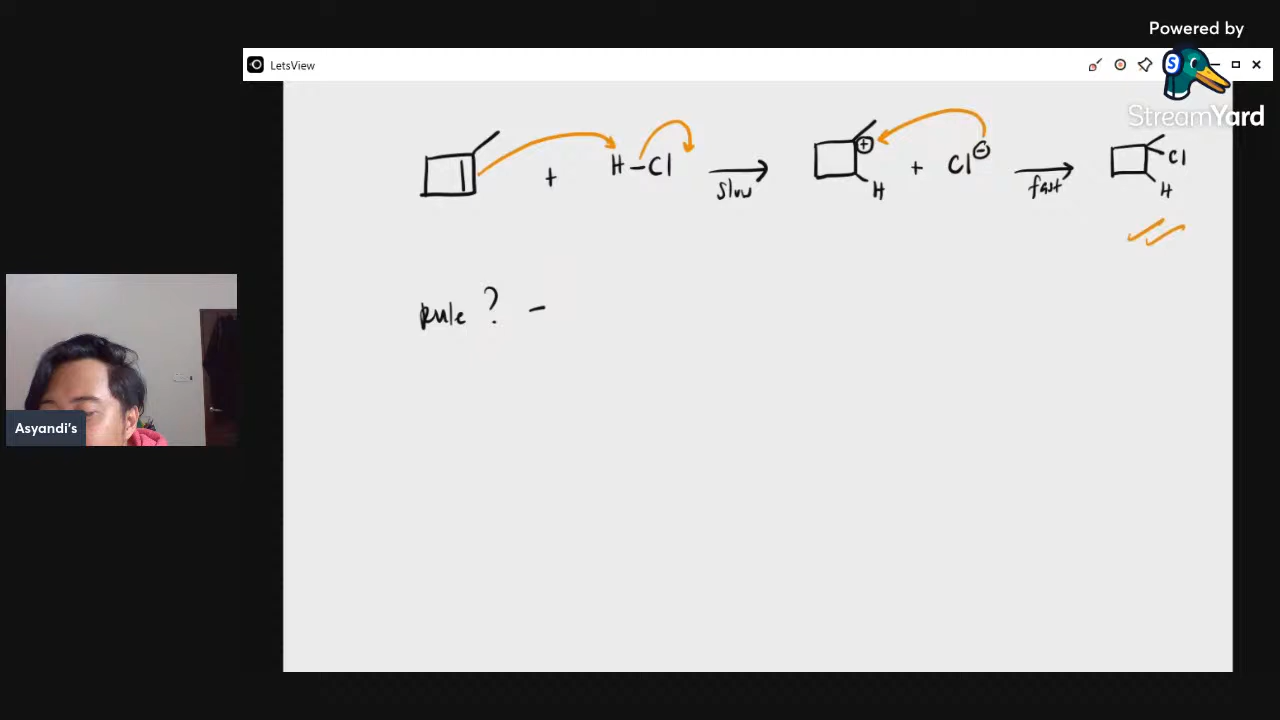 Powered by
LetsView
StreamYard
+ H - Cl slow + H + Cl ⊖ fast Cl H
Rule ? -
Asyandi's